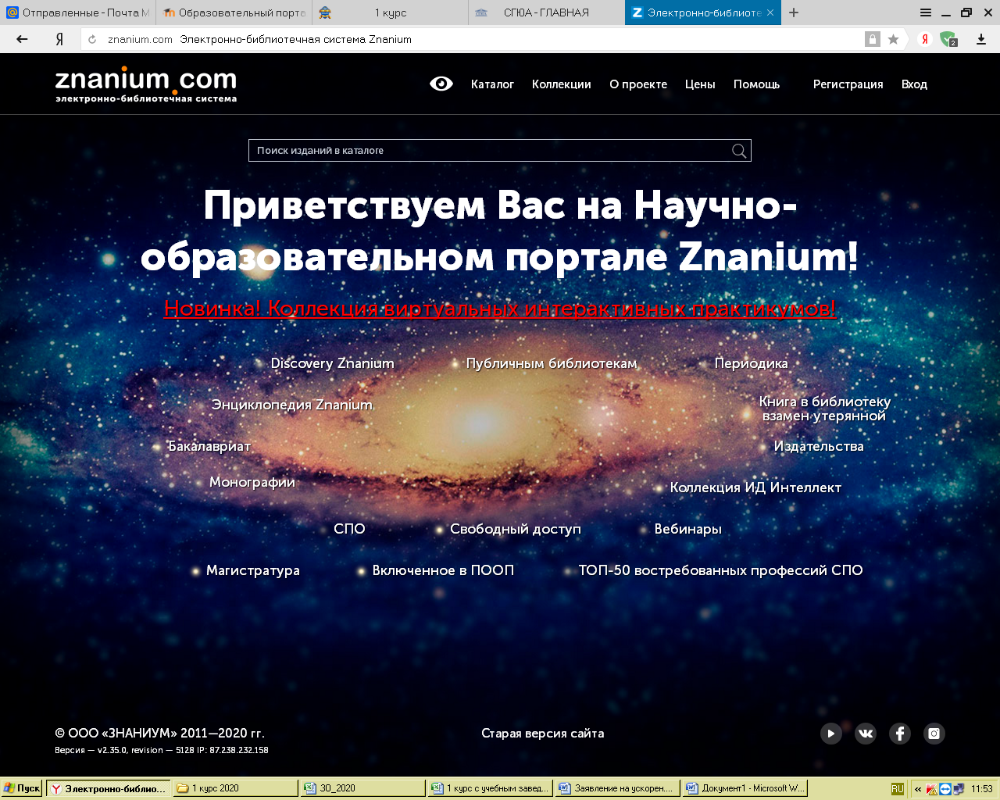 Отправленные - Почта М
Образовательный порта
1 курс
СГЮА - ГЛАВНАЯ
Электронно-библиоте
Я
znanium.com Электронно-библиотечная система Znanium
Я
2
znanium.com
электронно-библиотечная система
Каталог Коллекции О проекте Цены Помощь Регистрация Вход
Поиск изданий в каталоге
Приветствуем Вас на Научно-
образовательном портале Znanium!
Новинка! Коллекция виртуальных интерактивных практикумов!
Discovery Znanium
Публичным библиотекам
Периодика
Энциклопедия Znanium
Книга в библиотеку
взамен утерянной
Бакалавриат
Издательства
Монографии
Коллекция ИД Интеллект
СПО
Свободный доступ
Вебинары
Магистратура
Включенное в ПООП
ТОП-50 востребованных профессий СПО
© ООО «ЗНАНИУМ» 2011—2020 гг.
Версия — v2.35.0, revision — 5128 IP: 87.238.232.158
Старая версия сайта
Пуск
Электронно-библио...
1 курс 2020
ЗО_2020
1 курс с учебным завед...
Заявление на ускорен....
Документ1 - Microsoft W...
RU
11:53